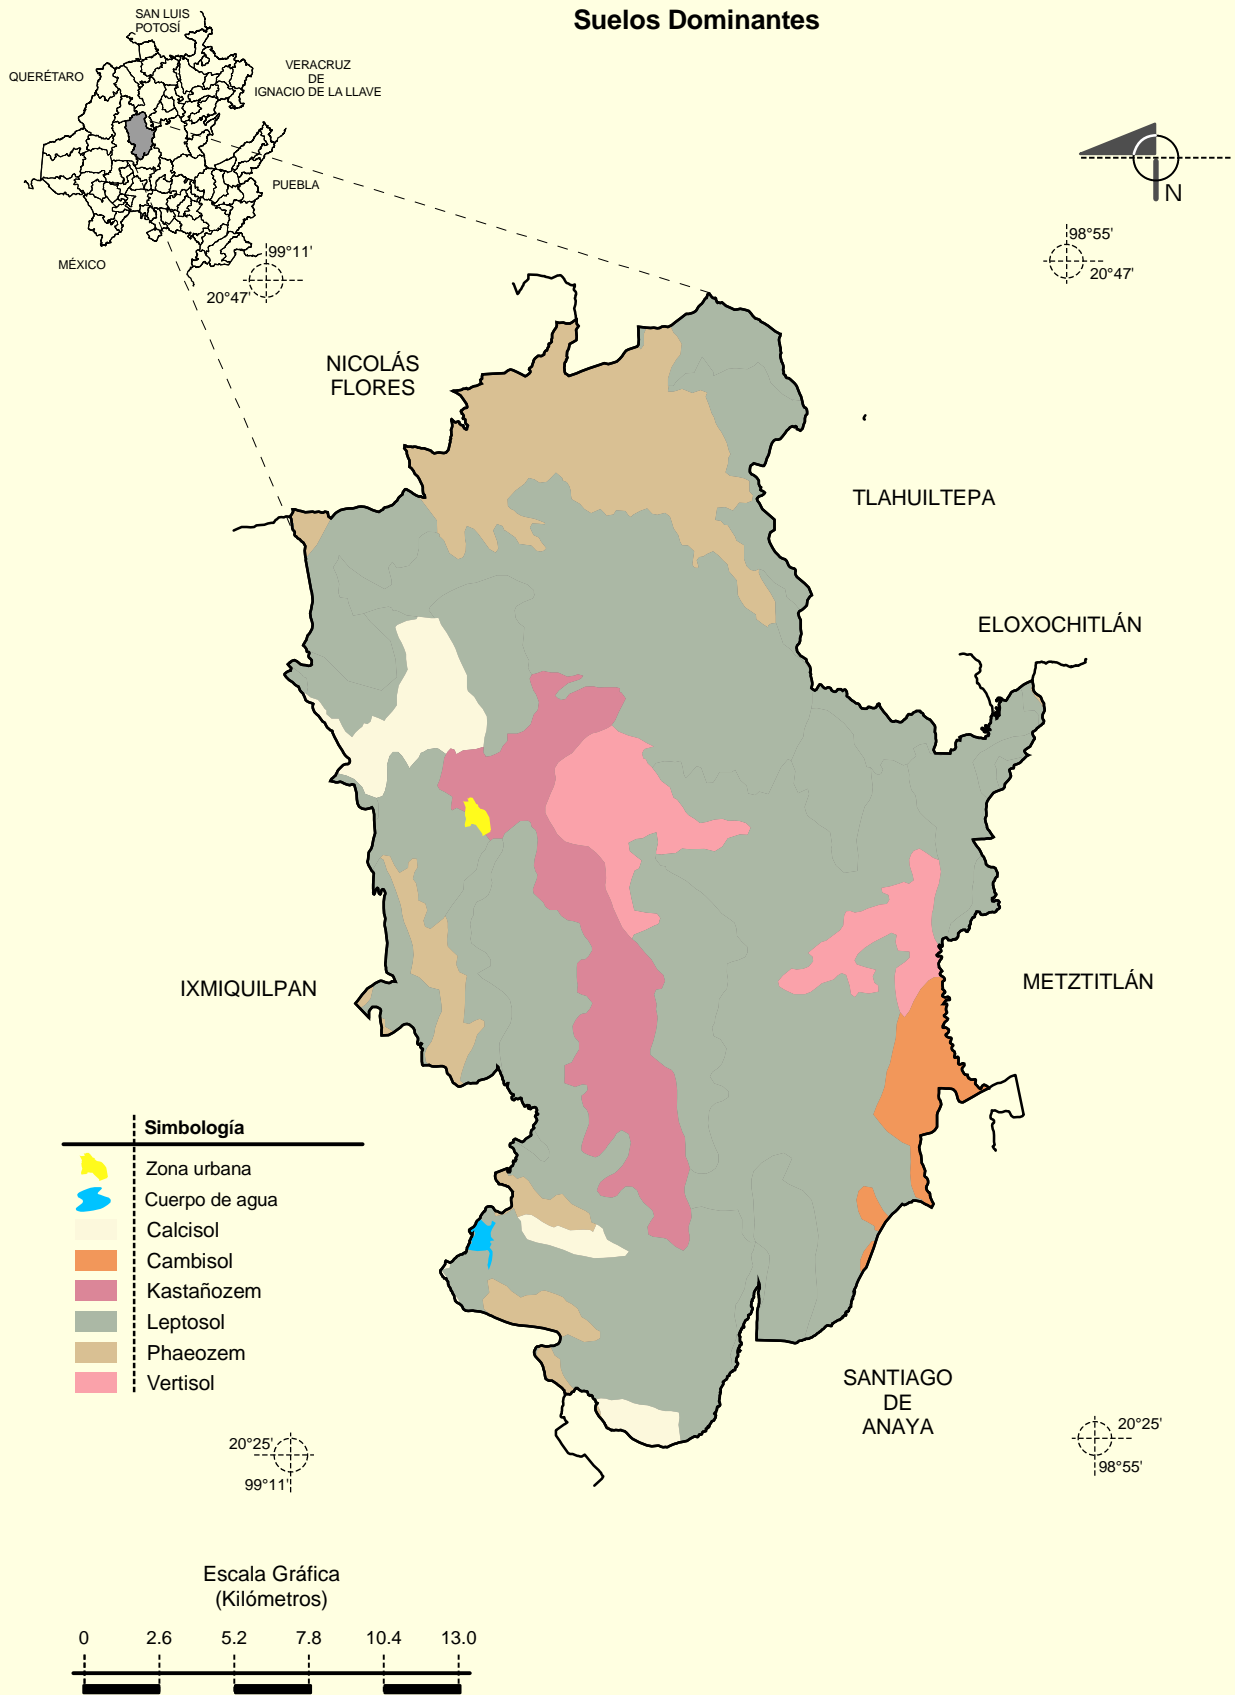 Suelos Dominantes
SAN LUIS
POTOSÍ
QUERÉTARO
VERACRUZ
DE
IGNACIO DE LA LLAVE
PUEBLA
MÉXICO
N
99°11'
20°47'
98°55'
20°47'
NICOLÁS
FLORES
TLAHUILTEPA
ELOXOCHITLÁN
IXMIQUILPAN
METZTITLÁN
Simbología
Zona urbana
Cuerpo de agua
Calcisol
Cambisol
Kastañozem
Leptosol
Phaeozem
Vertisol
SANTIAGO
DE
ANAYA
20°25'
99°11'
20°25'
98°55'
Escala Gráfica
(Kilómetros)
0 2.6 5.2 7.8 10.4 13.0